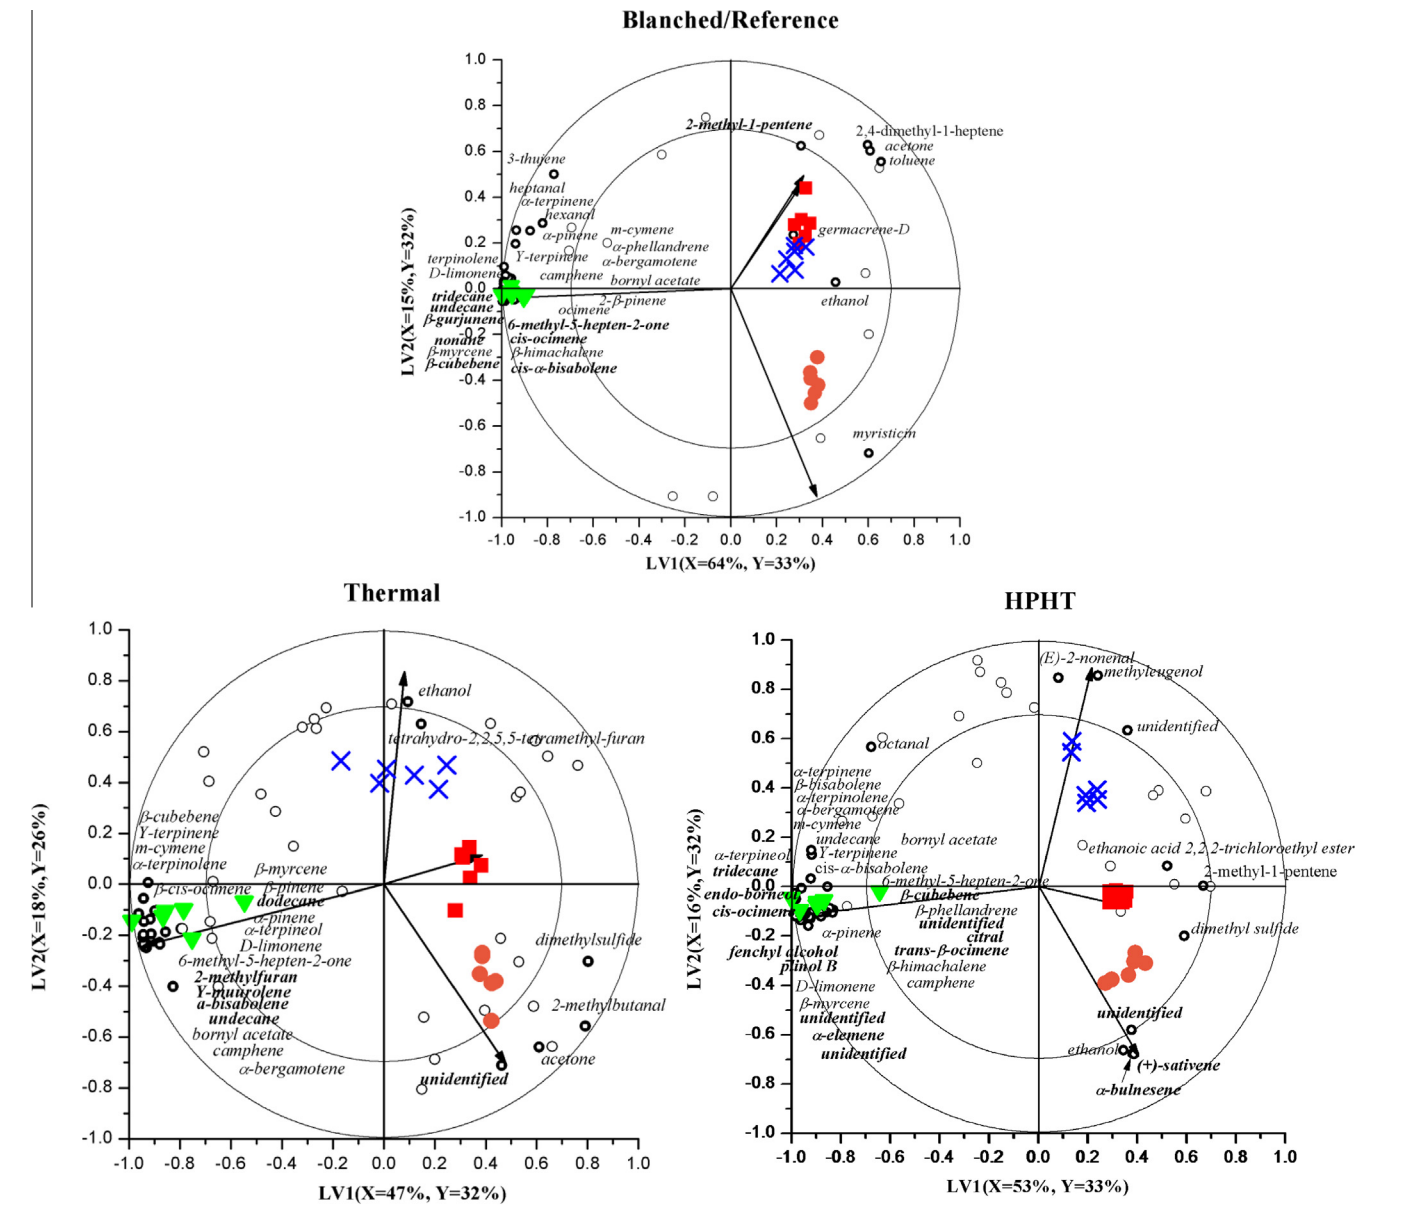 Blanched/Reference
1.0
0.8
2-methyl-1-pentene
2,4-dimethyl-1-heptene
acetone
0.6
toluene
3-thujene
heptanal
0.4
α-terpinene
hexanal
m-cymene
germacrene-D
α-pinene
0.2
α-phellandrene
Y-terpinene
α-bergamotene
terpinolene
D-limonene
camphene
bornyl acetate
0.0
tridecane
2-β-pinene
ethanol
undecane
ocimene
β-gurjunene
6-methyl-5-hepten-2-one
-0.2
nonane
cis-ocimene
β-myrcene
β-himachalene
β-cubebene
cis-α-bisabolene
-0.4
-0.6
myristicin
-0.8
-1.0
-1.0 -0.8 -0.6 -0.4 -0.2 0.0 0.2 0.4 0.6 0.8 1.0
LV2(X=15%,Y=32%)
LV1(X=64%, Y=33%)
Thermal
1.0
0.8
ethanol
0.6
tetrahydro-2,2,5,5-tetramethyl-furan
0.4
β-cubebene
0.2
Y-terpinene
m-cymene
α-terpinolene
β-myrcene
0.0
β-cis-ocimene
β-pinene
dodecane
α-pinene
α-terpineol
-0.2
D-limonene
dimethylsulfide
6-methyl-5-hepten-2-one
2-methylfuran
-0.4
Y-muurolene
a-bisabolene
2-methylbutanal
undecane
bornyl acetate
-0.6
camphene
acetone
α-bergamotene
unidentified
-0.8
-1.0
-1.0 -0.8 -0.6 -0.4 -0.2 0.0 0.2 0.4 0.6 0.8 1.0
LV2(X=18%,Y=26%)
LV1(X=47%, Y=32%)
HPHT
1.0
(E)-2-nonenal
methyleugenol
0.8
unidentified
octanal
0.6
α-terpinene
β-bisabolene
0.4
α-terpinolene
α-bergamotene
m-cymene
undecane
bornyl acetate
0.2
α-terpineol
Y-terpinene
ethanoic acid 2,2,2-trichloroethyl ester
tridecane
cis-α-bisabolene
2-methyl-1-pentene
6-methyl-5-hepten-2-one
0.0
endo-borneol
β-cubebene
cis-ocimene
β-phellandrene
unidentified
α-pinene
dimethyl sulfide
-0.2
citral
fenchyl alcohol
trans-β-ocimene
plinol B
β-himachalene
-0.4
D-limonene
camphene
β-myrcene
unidentified
unidentified
-0.6
α-elemene
unidentified
ethanol
(+)-sativene
-0.8
α-bulnesene
-1.0
-1.0 -0.8 -0.6 -0.4 -0.2 0.0 0.2 0.4 0.6 0.8 1.0
LV2(X=16%,Y=32%)
LV1(X=53%, Y=33%)